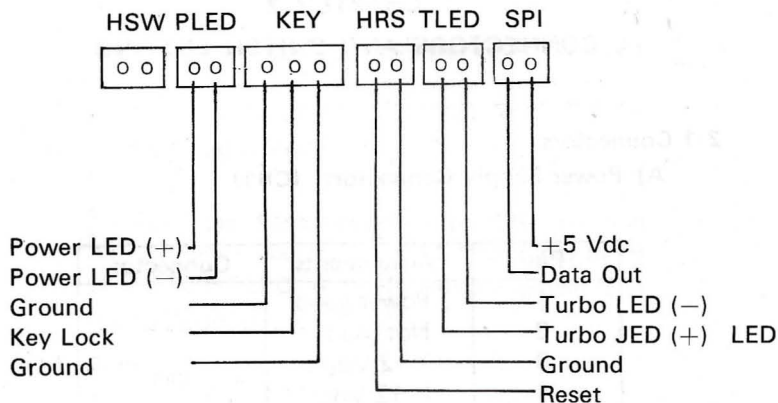 HSW PLED KEY HRS TLED SPI
Power LED (+)
Power LED (−)
Ground
Key Lock
Ground
+5 Vdc
Data Out
Turbo LED (−)
Turbo JED (+) LED
Ground
Reset